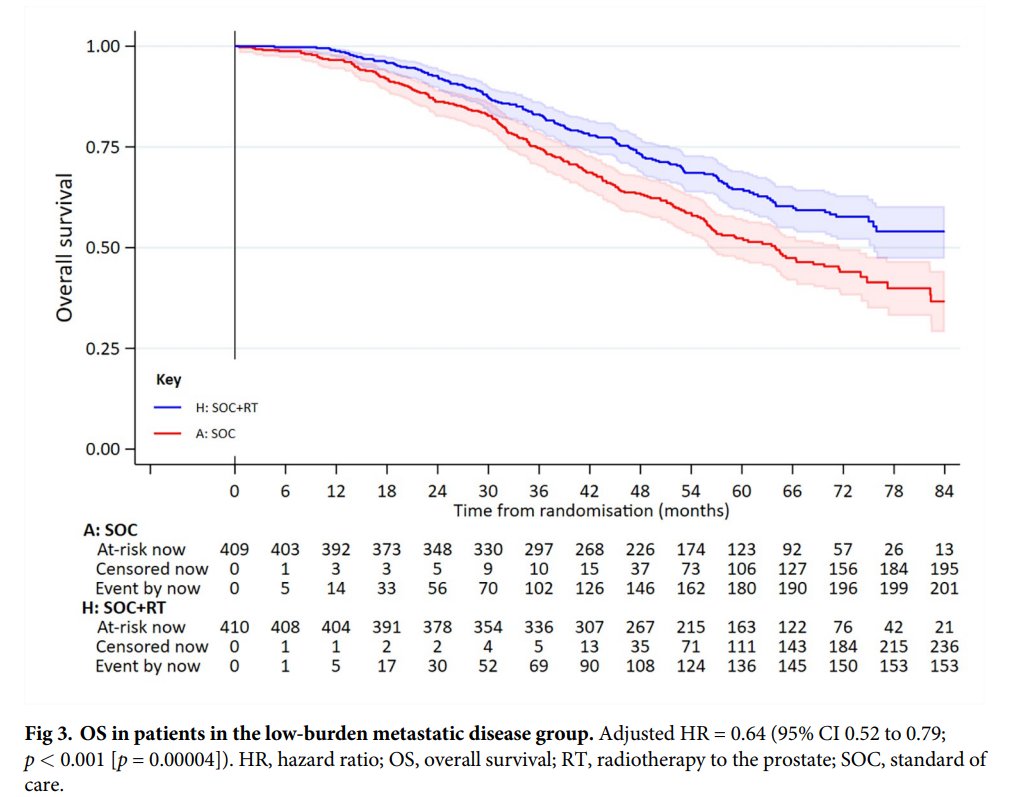 1.00
0.75
0.50
0.25
0.00
Overall survival
Key
H: SOC+RT
A: SOC
0 6 12 18 24 30 36 42 48 54 60 66 72 78 84
Time from randomisation (months)
A: SOC
At-risk now 409 403 392 373 348 330 297 268 226 174 123 92 57 26 13
Censored now 0 1 3 3 5 9 10 15 37 73 106 127 156 184 195
Event by now 0 5 14 33 56 70 102 126 146 162 180 190 196 199 201
H: SOC+RT
At-risk now 410 408 404 391 378 354 336 307 267 215 163 122 76 42 21
Censored now 0 1 1 2 2 4 5 13 35 71 111 143 184 215 236
Event by now 0 1 5 17 30 52 69 90 108 124 136 145 150 153 153
Fig 3. OS in patients in the low-burden metastatic disease group. Adjusted HR = 0.64 (95% CI 0.52 to 0.79;
p < 0.001 [p = 0.00004]). HR, hazard ratio; OS, overall survival; RT, radiotherapy to the prostate; SOC, standard of
care.